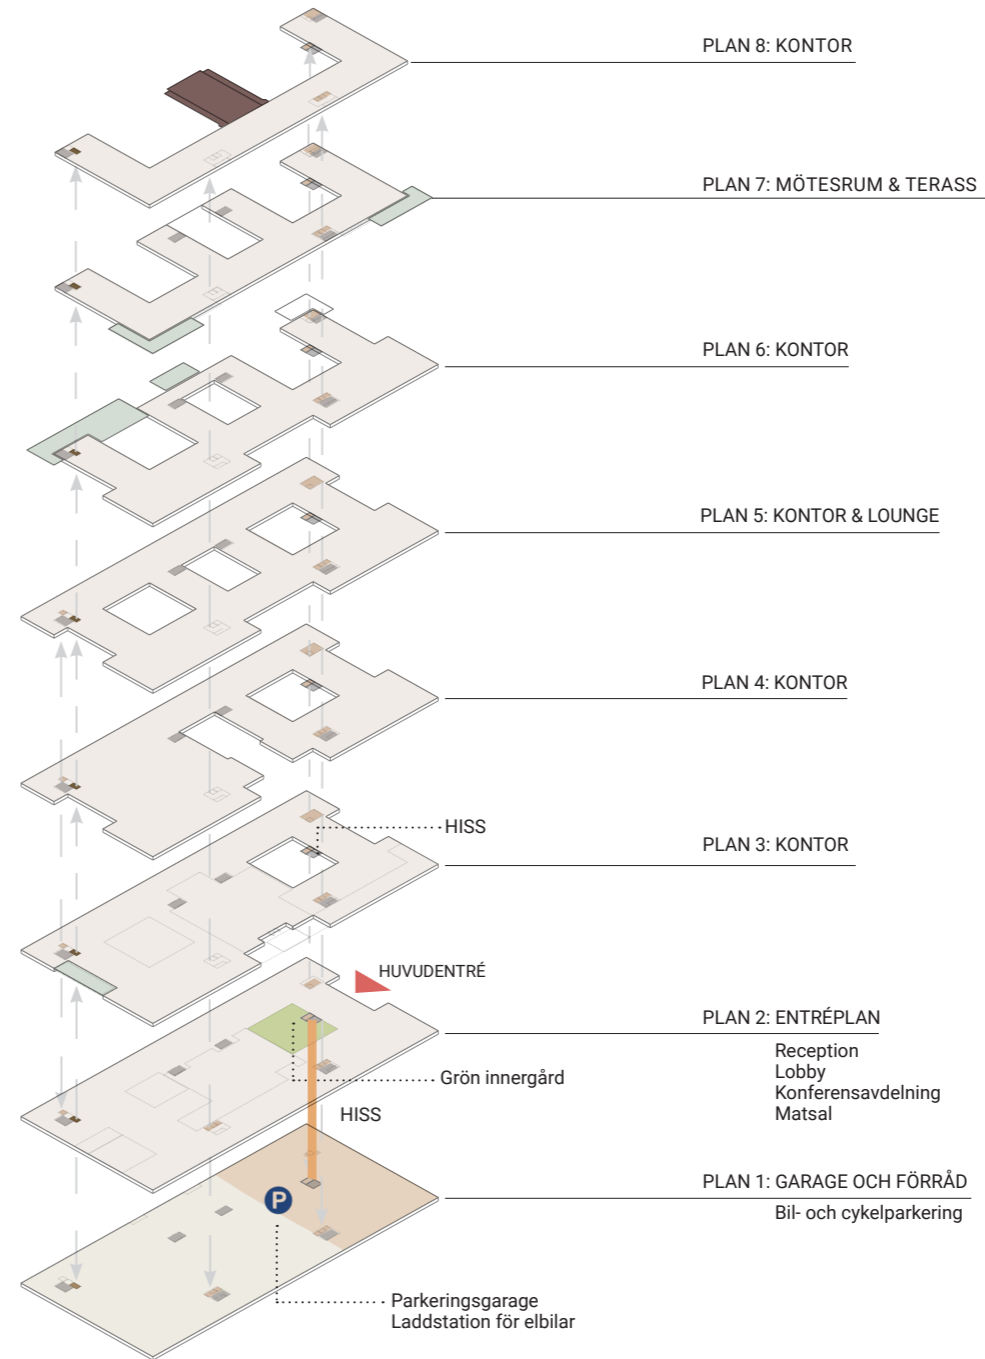 PLAN 8: KONTOR
PLAN 7: MÖTESRUM & TERASS
PLAN 6: KONTOR
PLAN 5: KONTOR & LOUNGE
PLAN 4: KONTOR
HISS
PLAN 3: KONTOR
HUVUDENTRÉ
PLAN 2: ENTRÉPLAN
Reception
Lobby
Konferensavdelning
Matsal
Grön innergård
HISS
PLAN 1: GARAGE OCH FÖRRÅD
Bil- och cykelparkering
P
Parkeringsgarage
Laddstation för elbilar